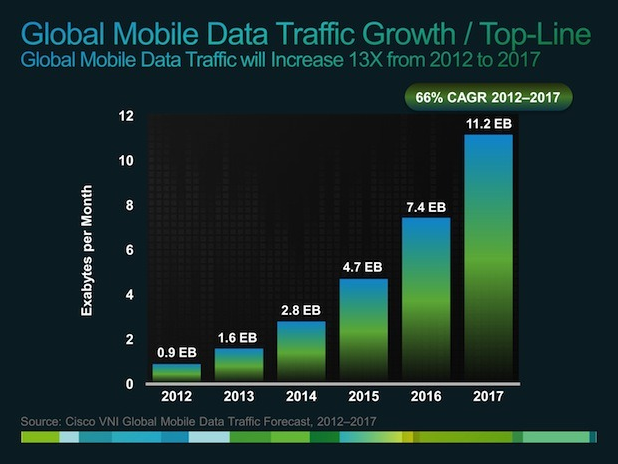 Global Mobile Data Traffic Growth / Top-Line
Global Mobile Data Traffic will Increase 13X from 2012 to 2017
66% CAGR 2012–2017
12
10
8
6
4
2
0
Exabytes per Month
0.9 EB
1.6 EB
2.8 EB
4.7 EB
7.4 EB
11.2 EB
2012 2013 2014 2015 2016 2017
Source: Cisco VNI Global Mobile Data Traffic Forecast, 2012–2017